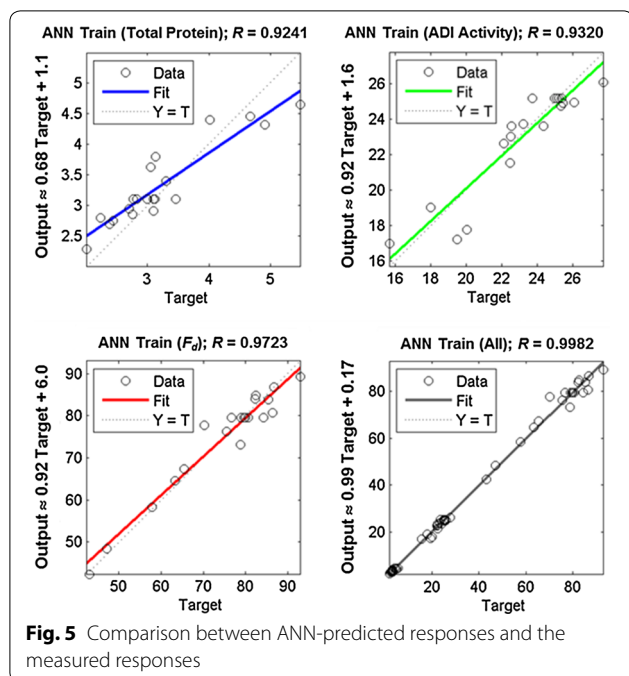 ANN Train (Total Protein); R = 0.9241
Output ≈ 0.68 Target + 1.1
5
4.5
4
3.5
3
2.5
Data
Fit
Y = T
3 4 5
Target
ANN Train (ADI Activity); R = 0.9320
Output ≈ 0.92 Target + 1.6
26
24
22
20
18
16
Data
Fit
Y = T
16 18 20 22 24 26
Target
ANN Train (Fd); R = 0.9723
Output ≈ 0.92 Target + 6.0
90
80
70
60
50
Data
Fit
Y = T
50 60 70 80 90
Target
ANN Train (All); R = 0.9982
Output ≈ 0.99 Target + 0.17
80
60
40
20
Data
Fit
Y = T
20 40 60 80
Target
Fig. 5 Comparison between ANN-predicted responses and the
measured responses